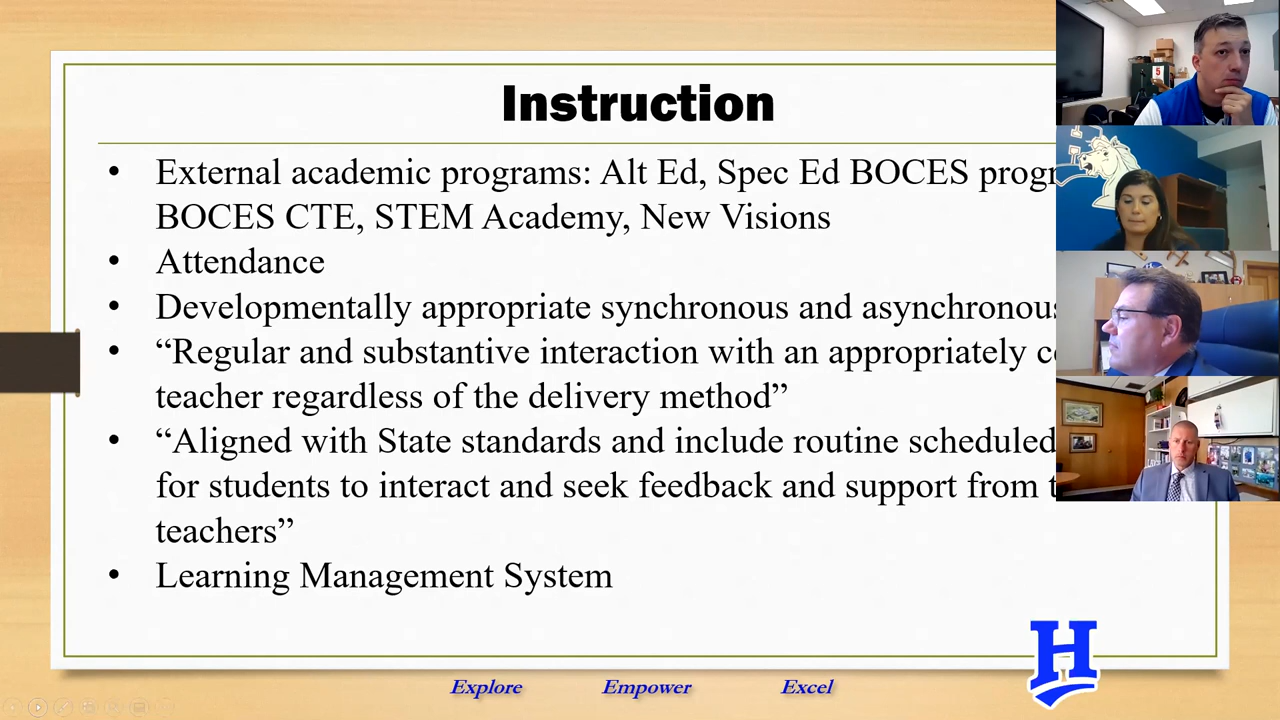 Instruction
• External academic programs: Alt Ed, Spec Ed BOCES
BOCES CTE, STEM Academy, New Visions
• Attendance
• Developmentally appropriate synchronous and
• “Regular and substantive interaction with an appropriately
teacher regardless of the delivery method”
• “Aligned with State standards and include routine scheduled
for students to interact and seek feedback and support from
teachers”
• Learning Management System
H
Explore Empower Excel
5